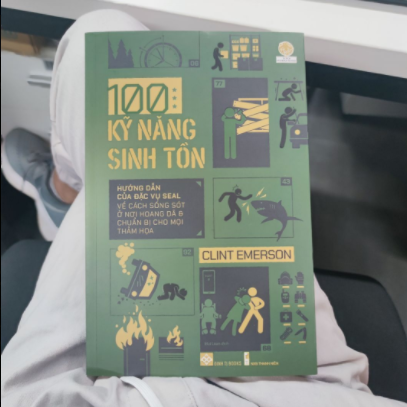 100
KỸ NĂNG
SINH TỒN
HƯỚNG DẪN
CỦA ĐẶC VỤ SEAL
VỀ CÁCH SỐNG SÓT
Ở NƠI HOANG DÃ &
CHUẨN BỊ CHO MỌI
THẢM HỌA
CLINT EMERSON